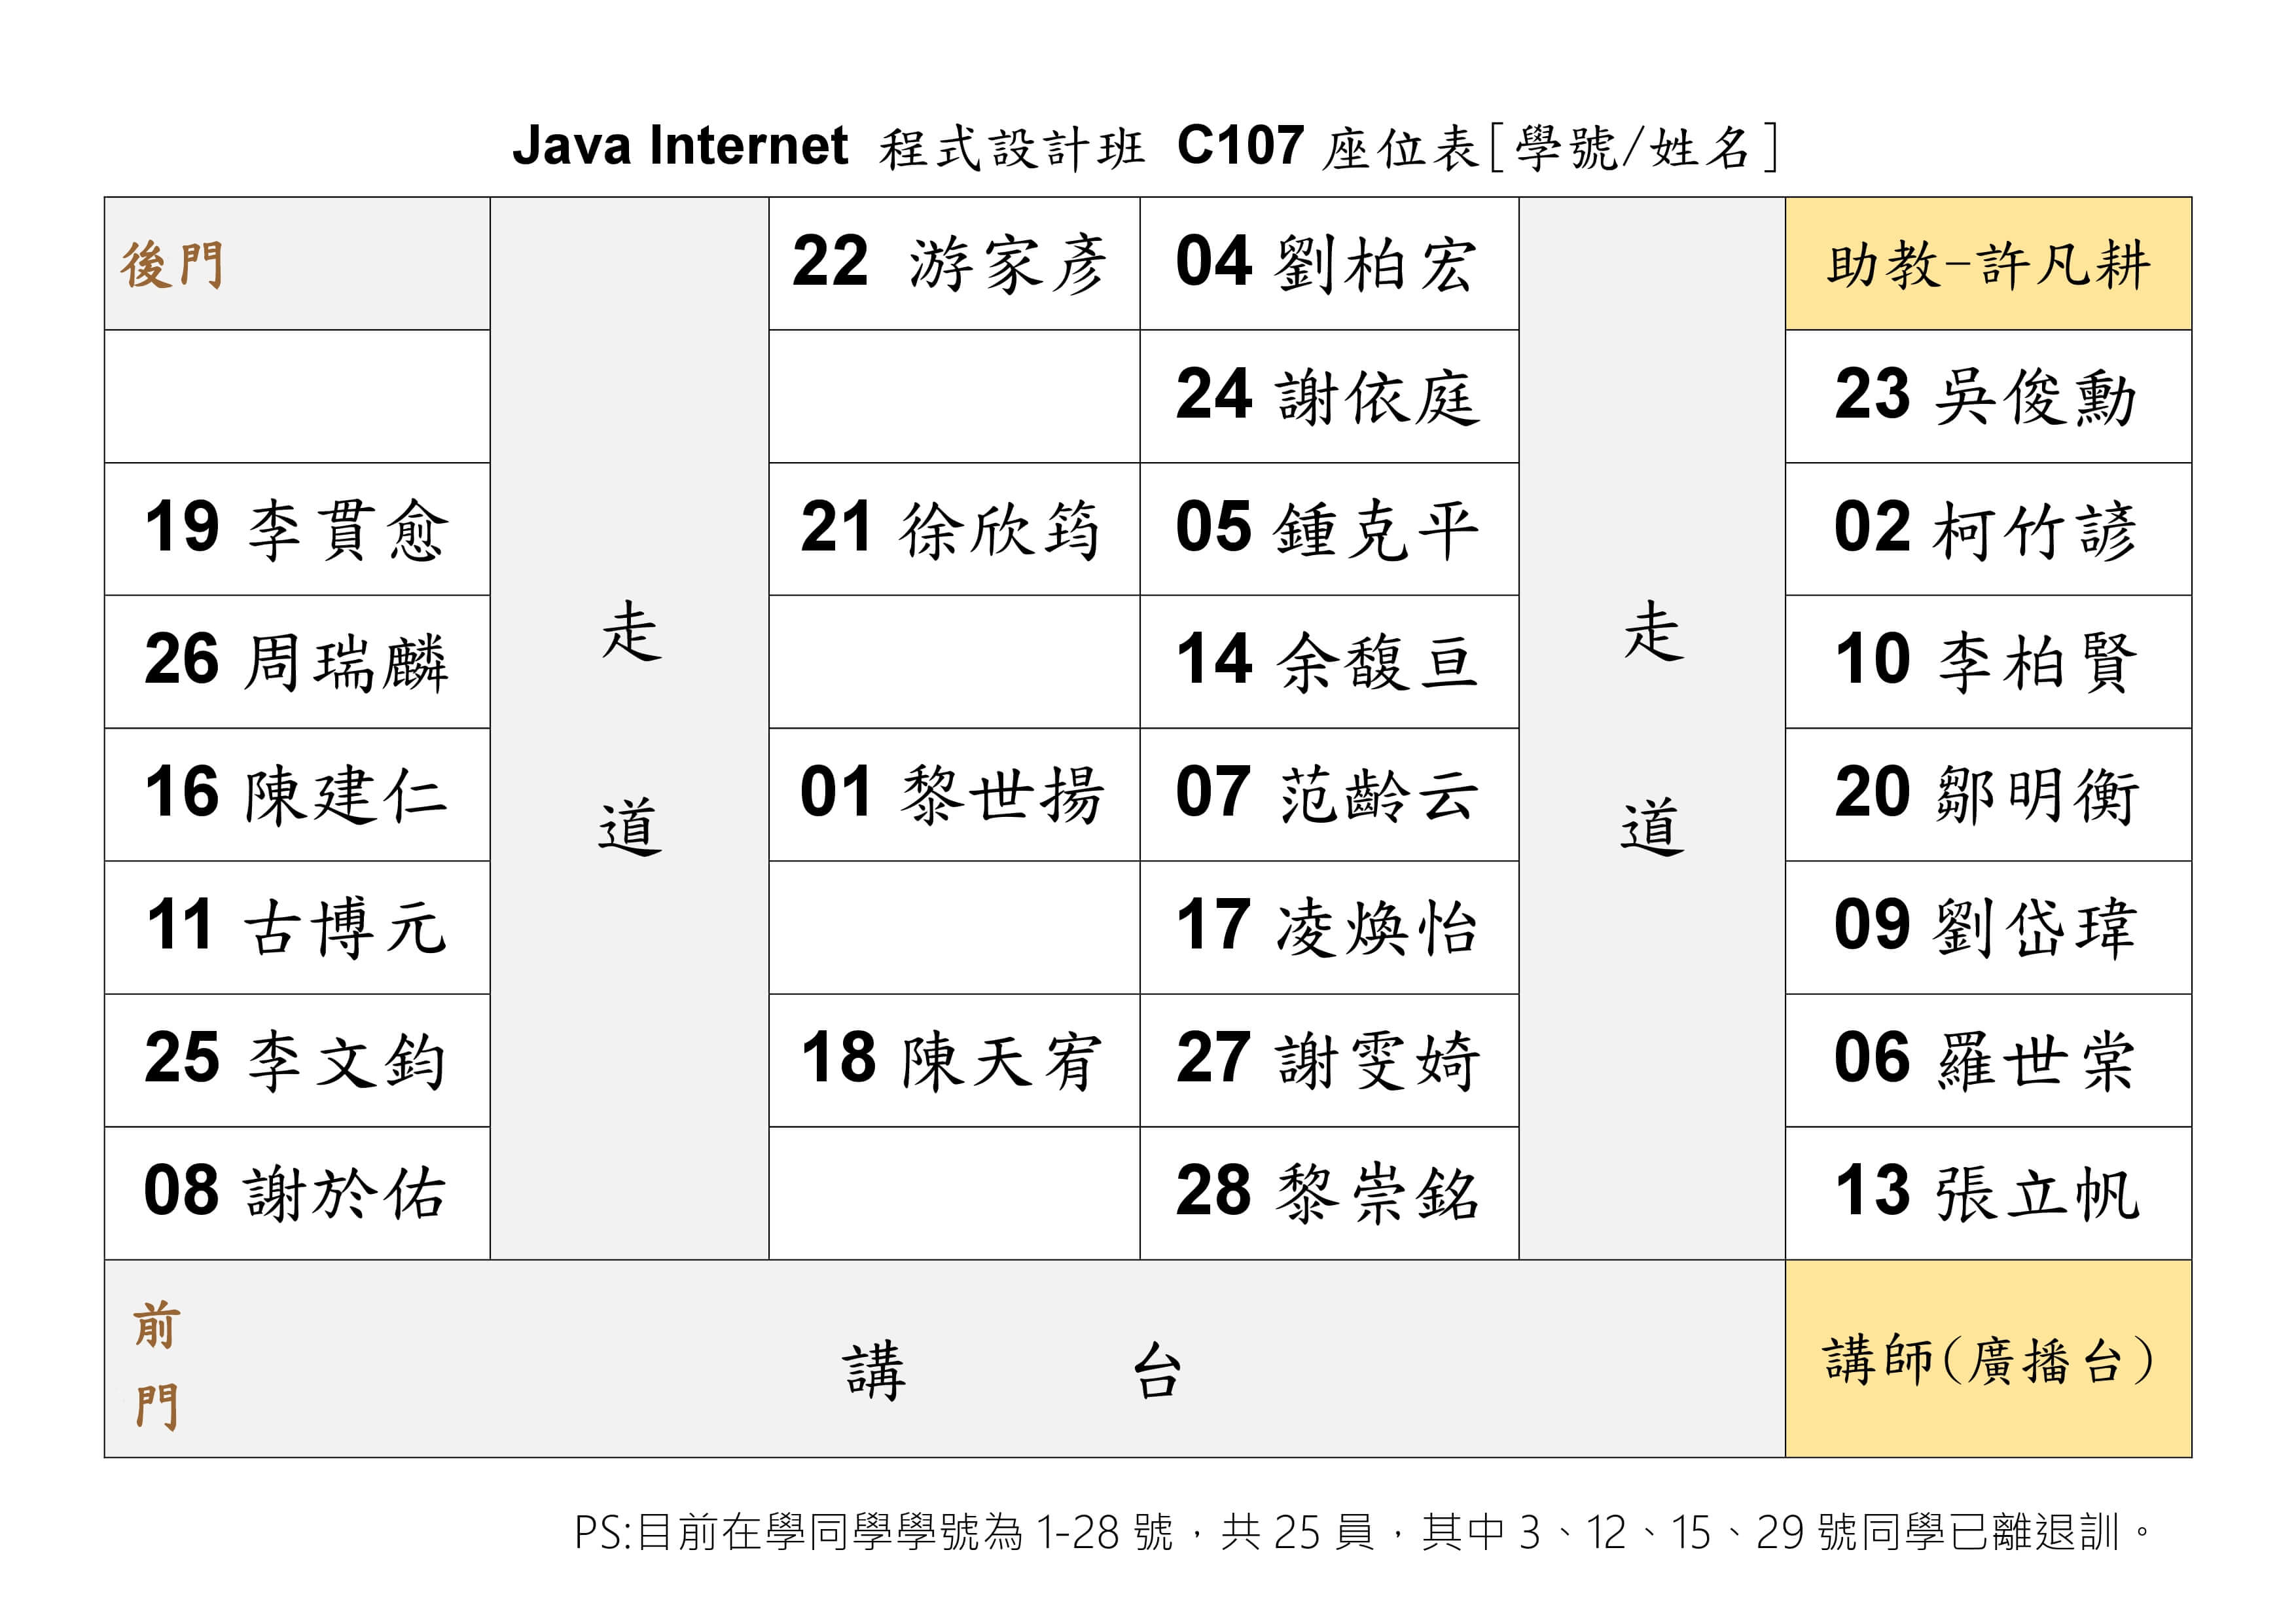 Java Internet 程式設計班 C107 座位表[學號/姓名]
後門 22 游家彥 04 劉柏宏 助教-許凡耕
24 謝依庭 23 吳俊勳
19 李貫愈 21 徐欣筠 05 鍾克平 02 柯竹諺
26 周瑞麟 14 余馥亘 10 李柏賢
走 走
16 陳建仁 01 黎世揚 07 范齡云 20 鄒明衡
道 道
11 古博元 17 凌煥怡 09 劉岱瑋
25 李文鈞 18 陳天宥 27 謝雯婍 06 羅世棠
08 謝於佑 28 黎崇銘 13 張立帆
前
門
講 台 講師(廣播台)
PS:目前在學同學學號為 1-28 號，共 25 員，其中 3、12、15、29 號同學已離退訓。